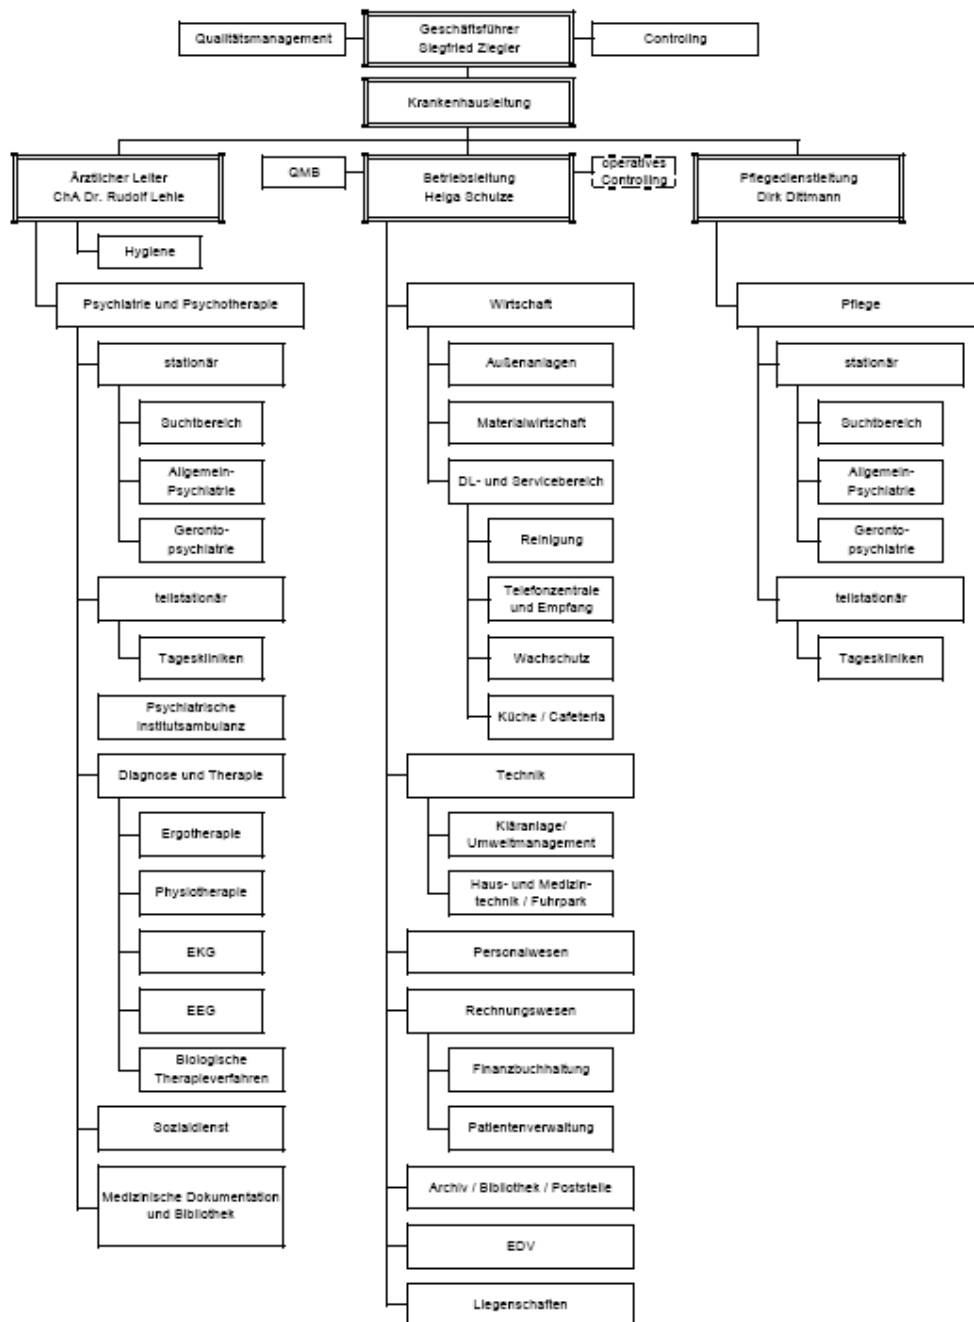 Qualitätsmanagement
Geschäftsführer
Siegfried Ziegler
Controling
Krankenhausleitung
Ärztlicher Leiter
ChA Dr. Rudolf Lehle
QMB
Betriebsleitung
Helga Schulze
operatives
Controlling
Pflegedienstleitung
Dirk Dittmann
Hygiene
Psychiatrie und Psychotherapie
stationär
Suchtbereich
Allgemein-
Psychiatrie
Geronto-
psychiatrie
teilstationär
Tageskliniken
Psychiatrische
Institutsambulanz
Diagnose und Therapie
Ergotherapie
Physiotherapie
EKG
EEG
Biologische
Therapieverfahren
Sozialdienst
Medizinische Dokumentation
und Bibliothek
Wirtschaft
Außenanlagen
Materialwirtschaft
DL- und Servicebereich
Reinigung
Telefonzentrale
und Empfang
Wachschutz
Küche / Cafeteria
Technik
Kläranlage/
Umweltmanagement
Haus- und Medizin-
technik / Fuhrpark
Personalwesen
Rechnungswesen
Finanzbuchhaltung
Patientenverwaltung
Archiv / Bibliothek / Poststelle
EDV
Liegenschaften
Pflege
stationär
Suchtbereich
Allgemein-
Psychiatrie
Geronto-
psychiatrie
teilstationär
Tageskliniken